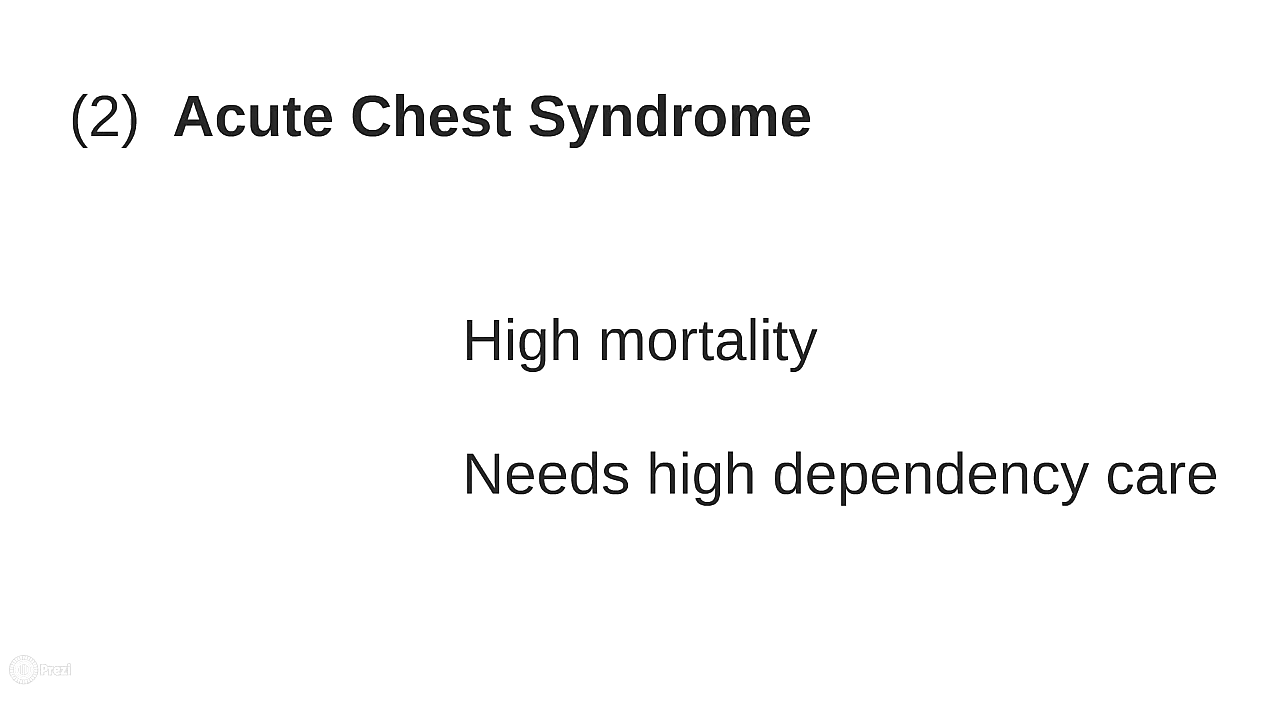 (2) Acute Chest Syndrome
High mortality
Needs high dependency care
Prezi